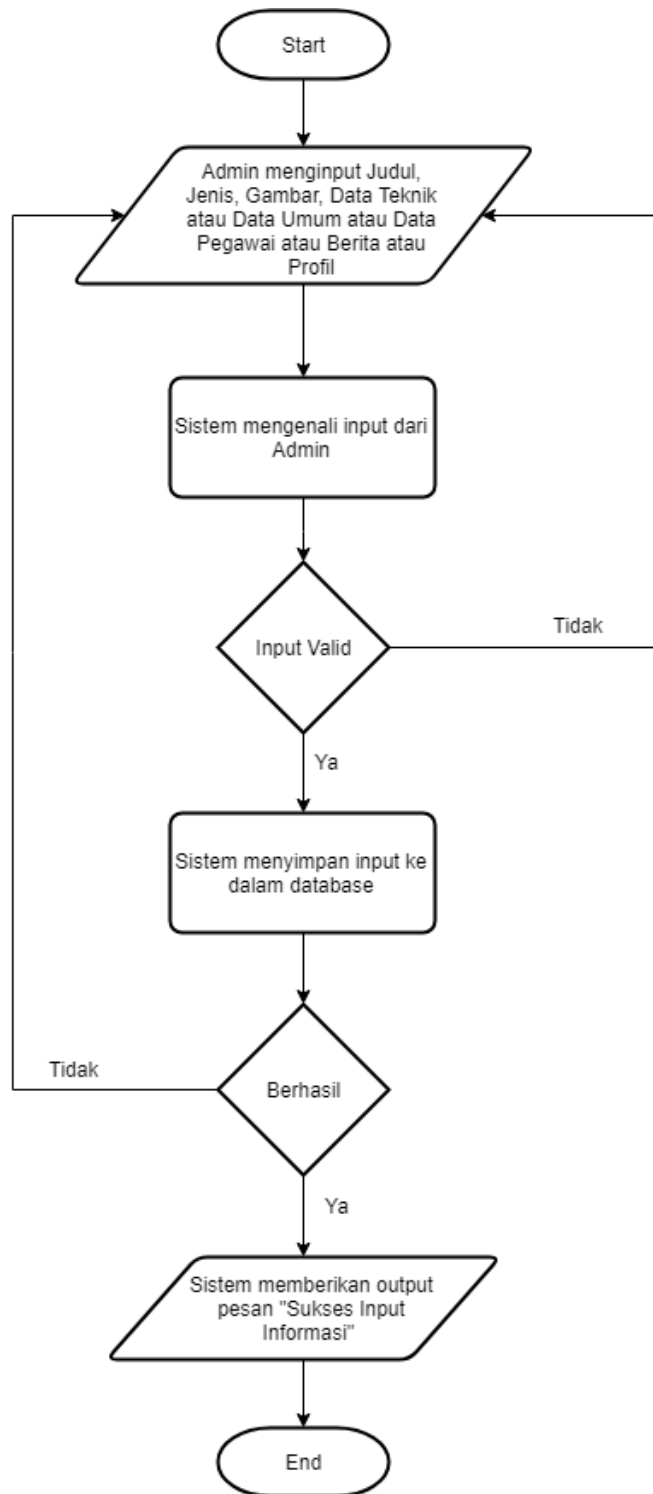 Start
Admin menginput Judul,
Jenis, Gambar, Data Teknik
atau Data Umum atau Data
Pegawai atau Berita atau
Profil
Sistem mengenali input dari
Admin
Input Valid
Tidak
Ya
Sistem menyimpan input ke
dalam database
Berhasil
Tidak
Ya
Sistem memberikan output
pesan "Sukses Input
Informasi"
End